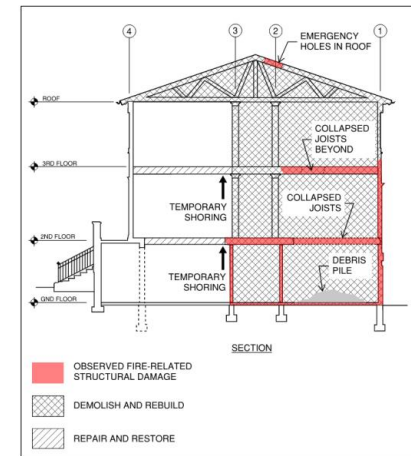 4 3 2 1
EMERGENCY
HOLES IN ROOF
ROOF
COLLAPSED
JOISTS
BEYOND
3RD FLOOR
COLLAPSED
JOISTS
TEMPORARY
SHORING
2ND FLOOR
TEMPORARY
SHORING
DEBRIS
PILE
GND FLOOR
SECTION
OBSERVED FIRE-RELATED
STRUCTURAL DAMAGE
DEMOLISH AND REBUILD
REPAIR AND RESTORE